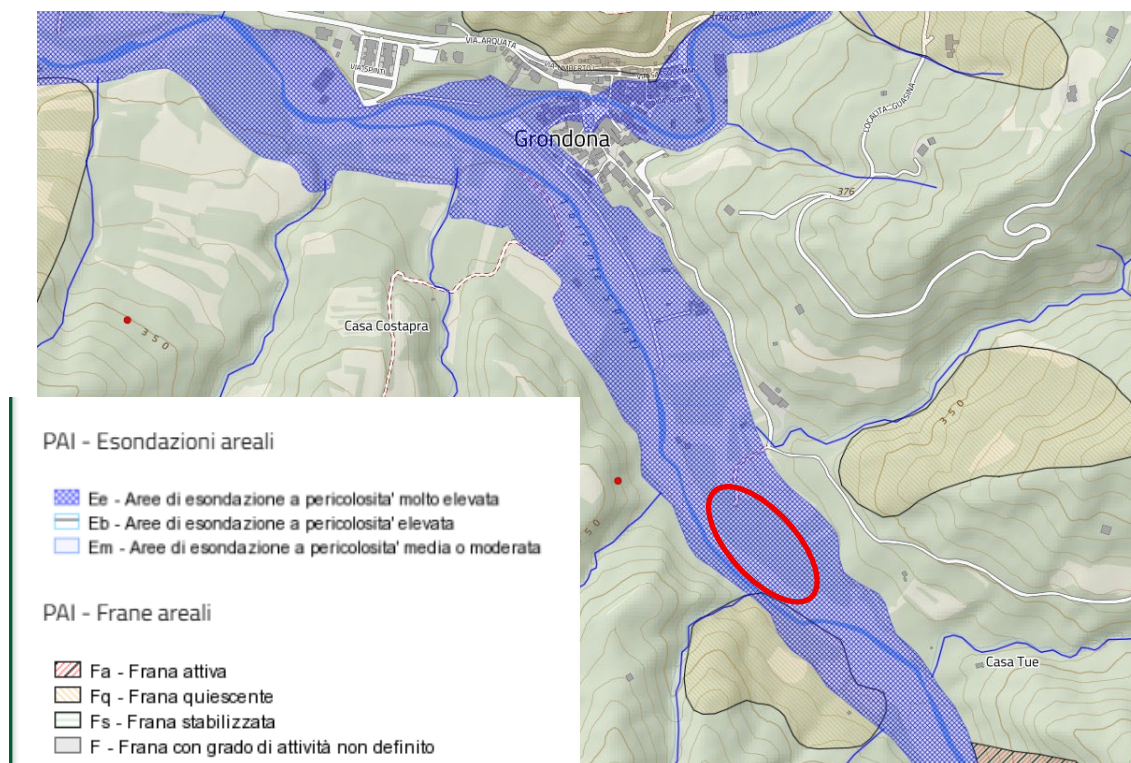 VIA ARQUATA
VIA SPINTI
Grondona
LOCALITA' GUASINA
376
Casa Costapra
350
350
Casa Tue
PAI - Esondazioni areali
Ee - Aree di esondazione a pericolosita' molto elevata
Eb - Aree di esondazione a pericolosita' elevata
Em - Aree di esondazione a pericolosita' media o moderata
PAI - Frane areali
Fa - Frana attiva
Fq - Frana quiescente
Fs - Frana stabilizzata
F - Frana con grado di attività non definito